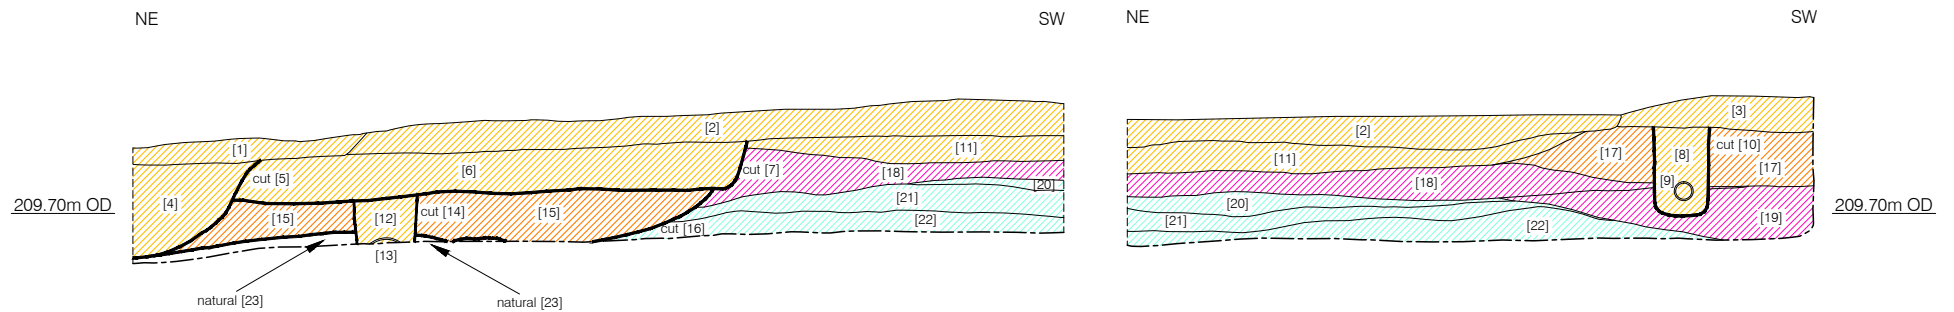 NE
SW
NE
SW
[3]
[2]
[2]
[1]
[11]
cut [10]
[17]
[8]
[11]
[6]
cut [7]
[18]
[17]
cut [5]
[9]
[18]
[20]
[21]
[20]
[4]
209.70m OD
209.70m OD
[15]
[12]
cut [14]
[15]
[22]
[21]
[22]
[19]
cut [16]
[13]
natural [23]
natural [23]